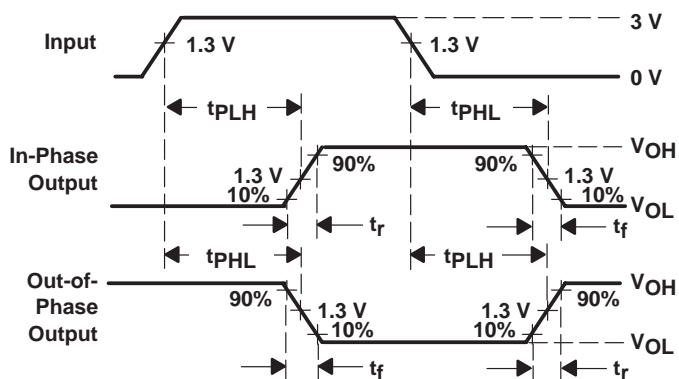 3 V
Input
1.3 V
1.3 V
0 V
tPLH
tPHL
In-Phase
Output
VOH
90%
90%
1.3 V
1.3 V
10%
10%
VOL
tr
tf
tPHL
tPLH
Out-of-
Phase
Output
VOH
90%
90%
1.3 V
1.3 V
10%
10%
VOL
tf
tr